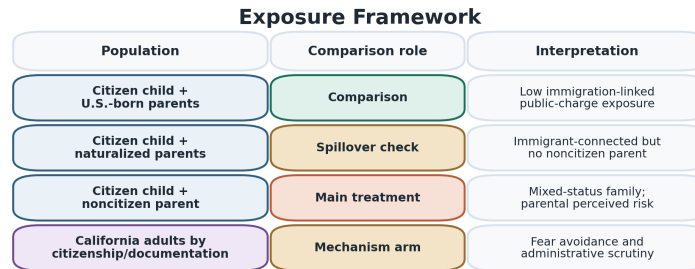 Exposure Framework
Population
Comparison role
Interpretation
Citizen child +
U.S.-born parents
Comparison
Low immigration-linked
public-charge exposure
Citizen child +
naturalized parents
Spillover check
Immigrant-connected but
no noncitizen parent
Citizen child +
noncitizen parent
Main treatment
Mixed-status family;
parental perceived risk
California adults by
citizenship/documentation
Mechanism arm
Fear avoidance and
administrative scrutiny